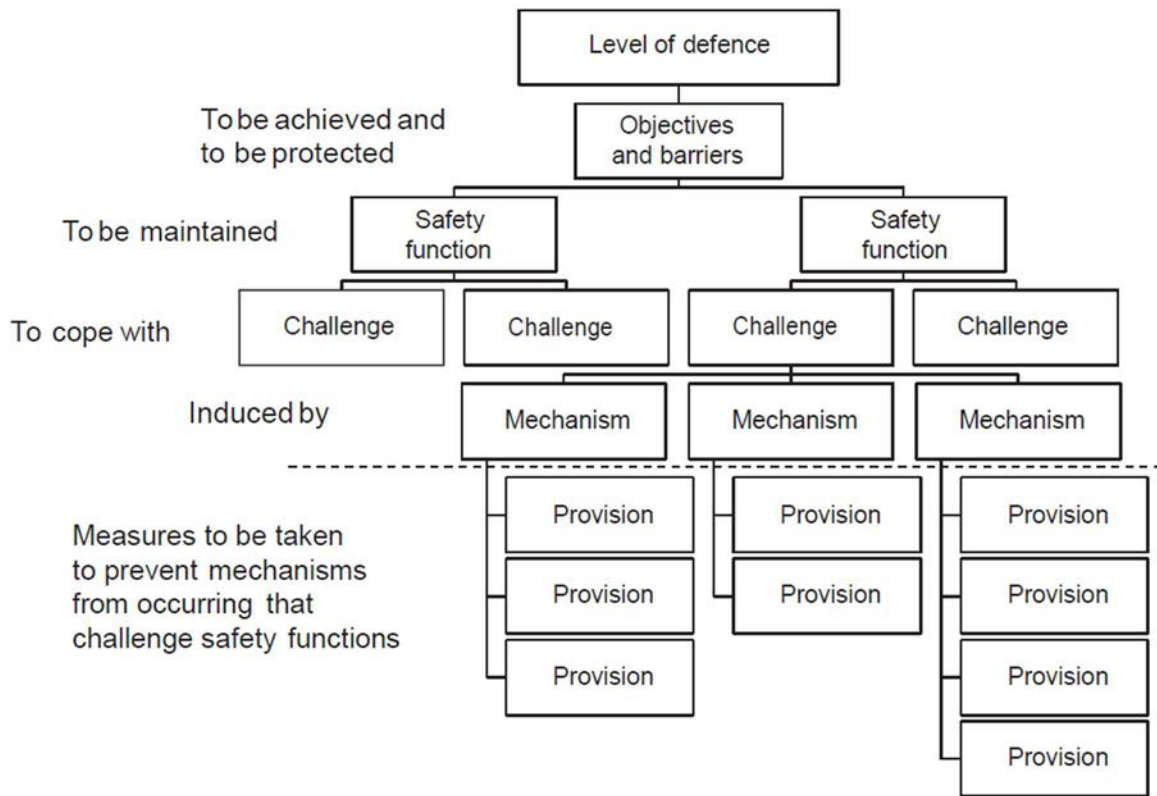 Level of defence
To be achieved and
to be protected
Objectives
and barriers
To be maintained
Safety
function
Safety
function
To cope with
Challenge
Challenge
Challenge
Challenge
Induced by
Mechanism
Mechanism
Mechanism
Measures to be taken
to prevent mechanisms
from occurring that
challenge safety functions
Provision
Provision
Provision
Provision
Provision
Provision
Provision
Provision
Provision